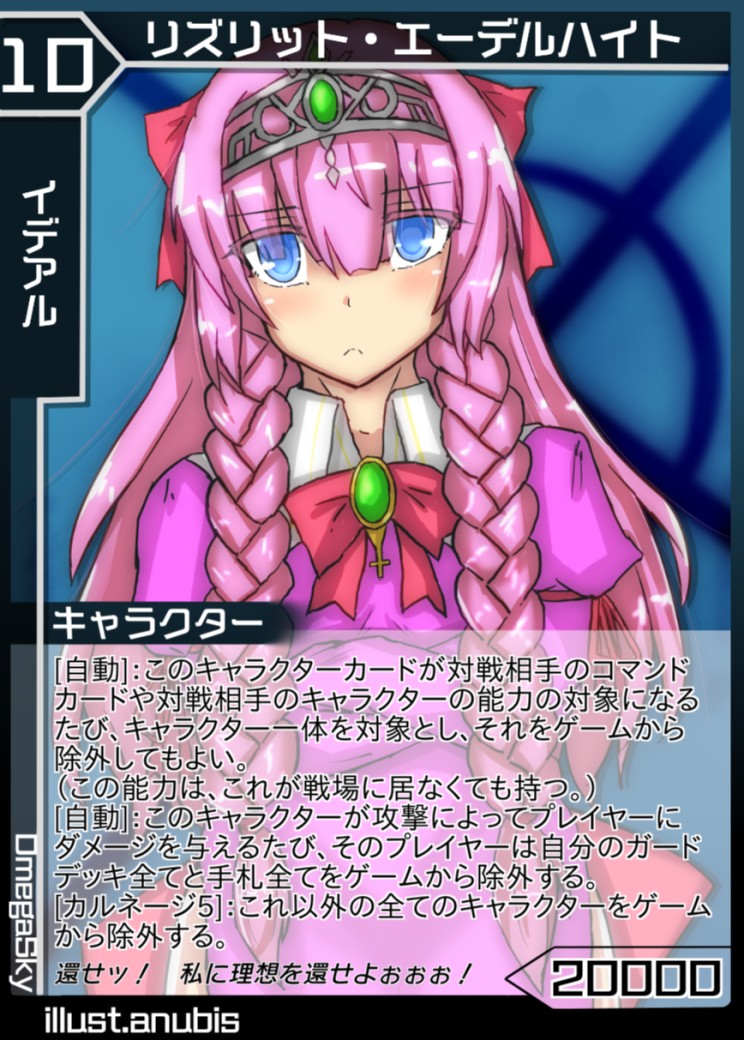 10
リズリット・エーデルハイト
イデアル
キャラクター
[自動]:このキャラクターカードが対戦相手のコマンド
カードや対戦相手のキャラクターの能力の対象になる
たび、キャラクター一体を対象とし、それをゲームから
除外してもよい。
(この能力は、これが戦場に居なくても持つ。)
[自動]:このキャラクターが攻撃によってプレイヤーに
ダメージを与えるたび、そのプレイヤーは自分のガード
デッキ全てと手札全てをゲームから除外する。
[カルネージ5]:これ以外の全てのキャラクターをゲーム
から除外する。
還せッ! 私に理想を還せよぉぉぉ!
20000
OmegaSky
illust.anubis